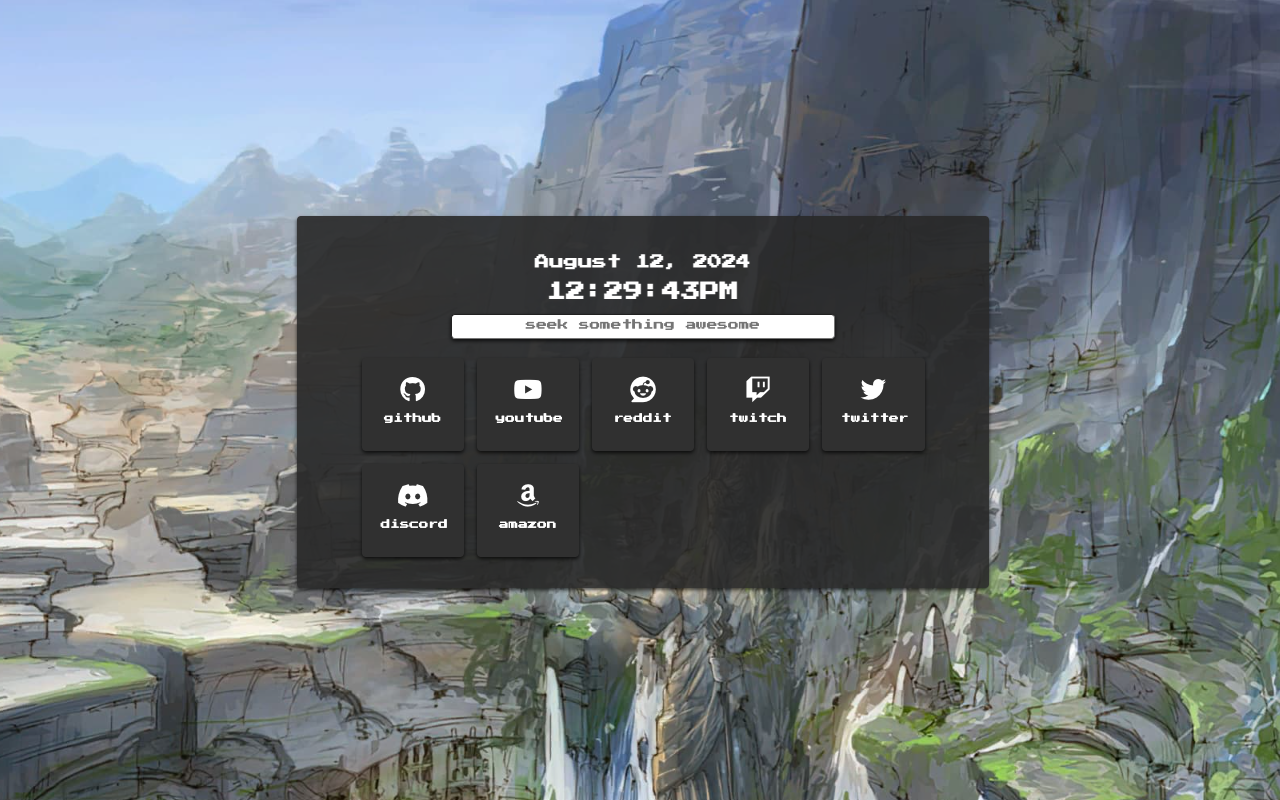 August 12, 2024
12:29:43PM
seek something awesome
github
youtube
reddit
twitch
twitter
discord
amazon